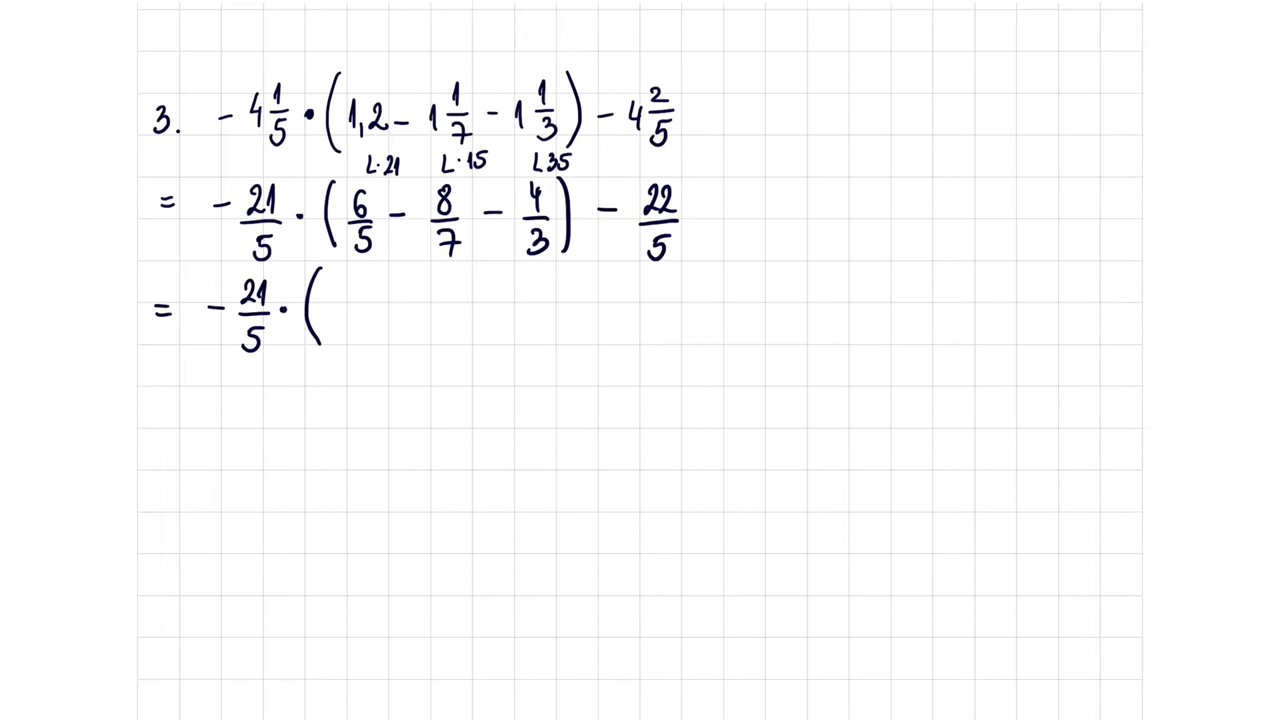 3. - 4 1/5 • (1,2 - 1 1/7 - 1 1/3) - 4 2/5
L·21 L·15 L35
= - 21/5 · (6/5 - 8/7 - 4/3) - 22/5
= - 21/5 · (